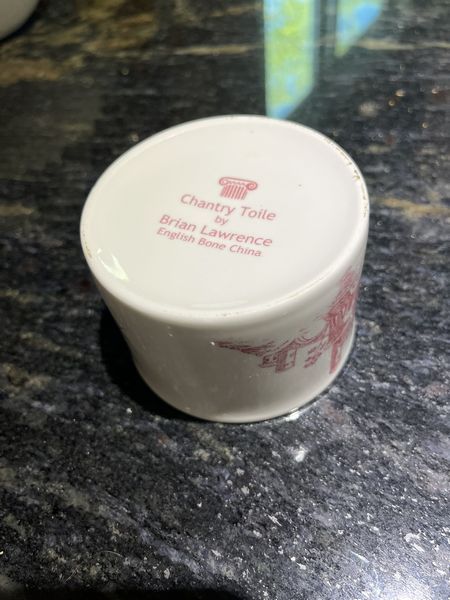 Chantry Toile
by
Brian Lawrence
English Bone China